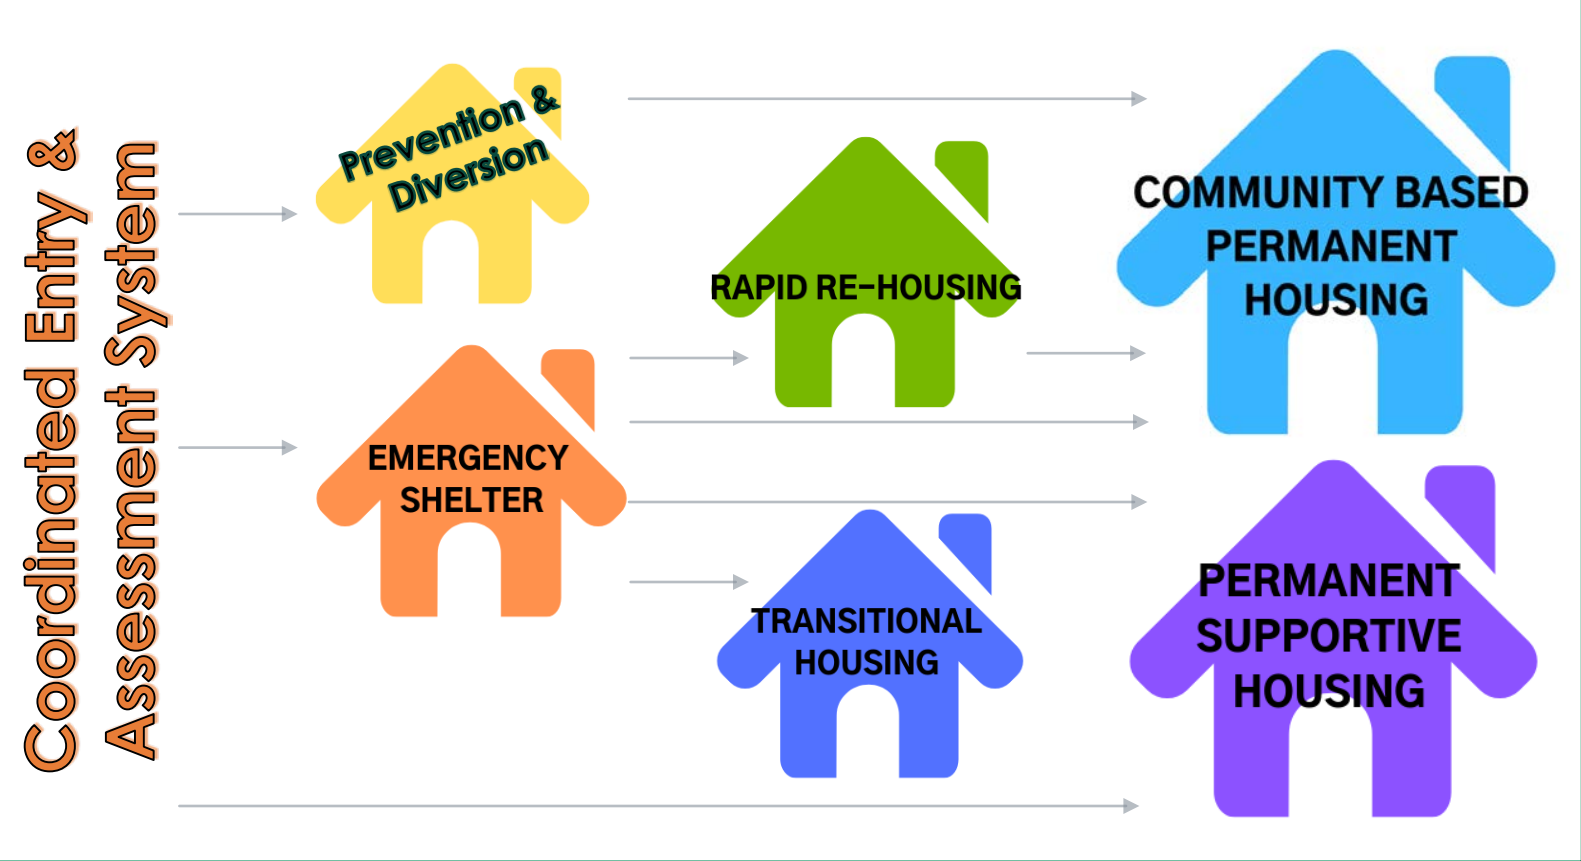 Coordinated Entry &
Assessment System
Prevention &
Diversion
EMERGENCY
SHELTER
RAPID RE-HOUSING
TRANSITIONAL
HOUSING
COMMUNITY BASED
PERMANENT
HOUSING
PERMANENT
SUPPORTIVE
HOUSING